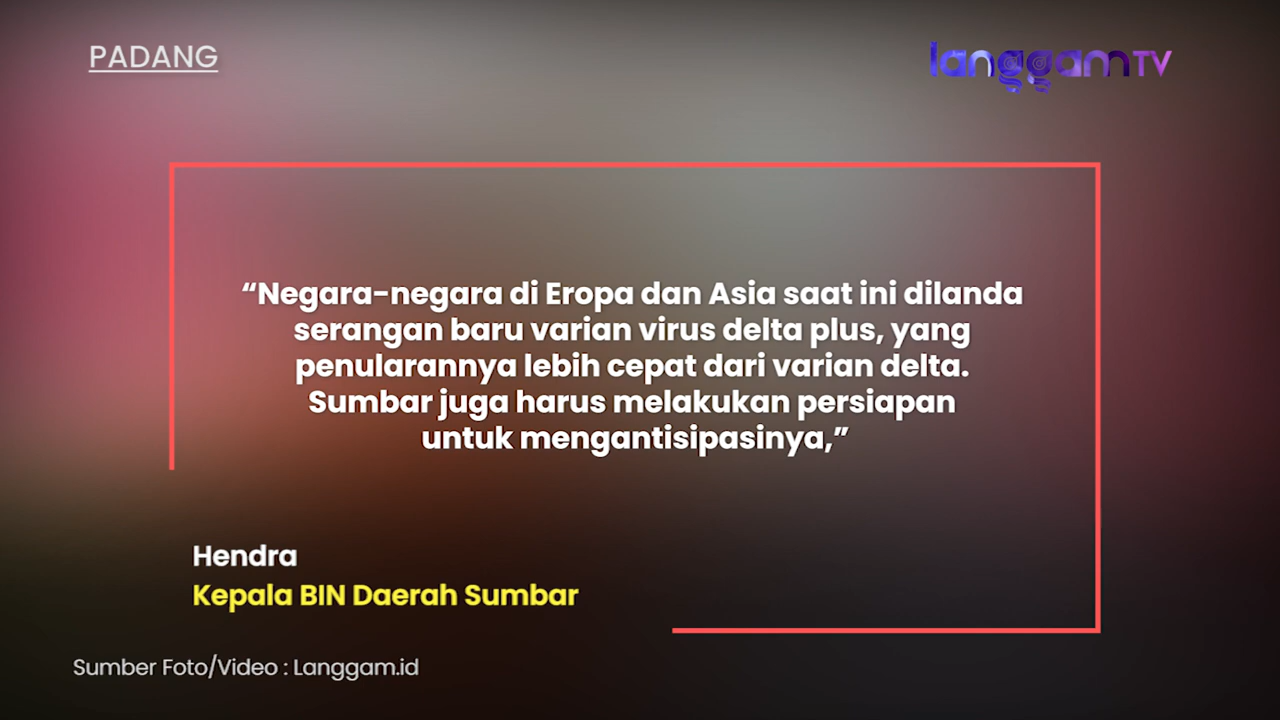 PADANG
langgamTV
“Negara-negara di Eropa dan Asia saat ini dilanda
serangan baru varian virus delta plus, yang
penularannya lebih cepat dari varian delta.
Sumbar juga harus melakukan persiapan
untuk mengantisipasinya,”
Hendra
Kepala BIN Daerah Sumbar
Sumber Foto/Video : Langgam.id